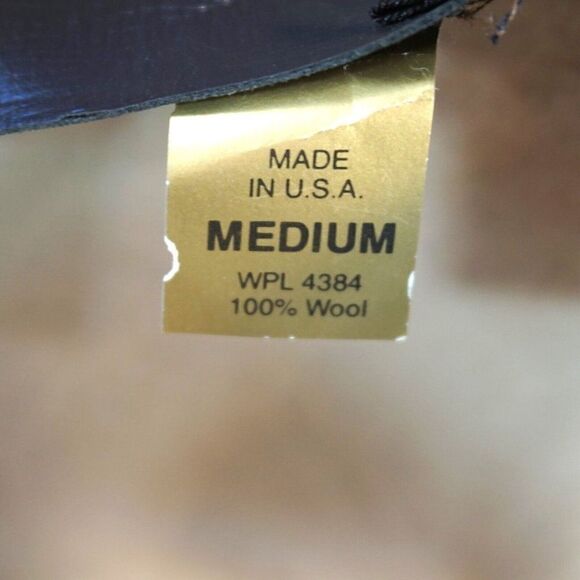 MADE
IN U.S.A.
MEDIUM
WPL 4384
100% Wool